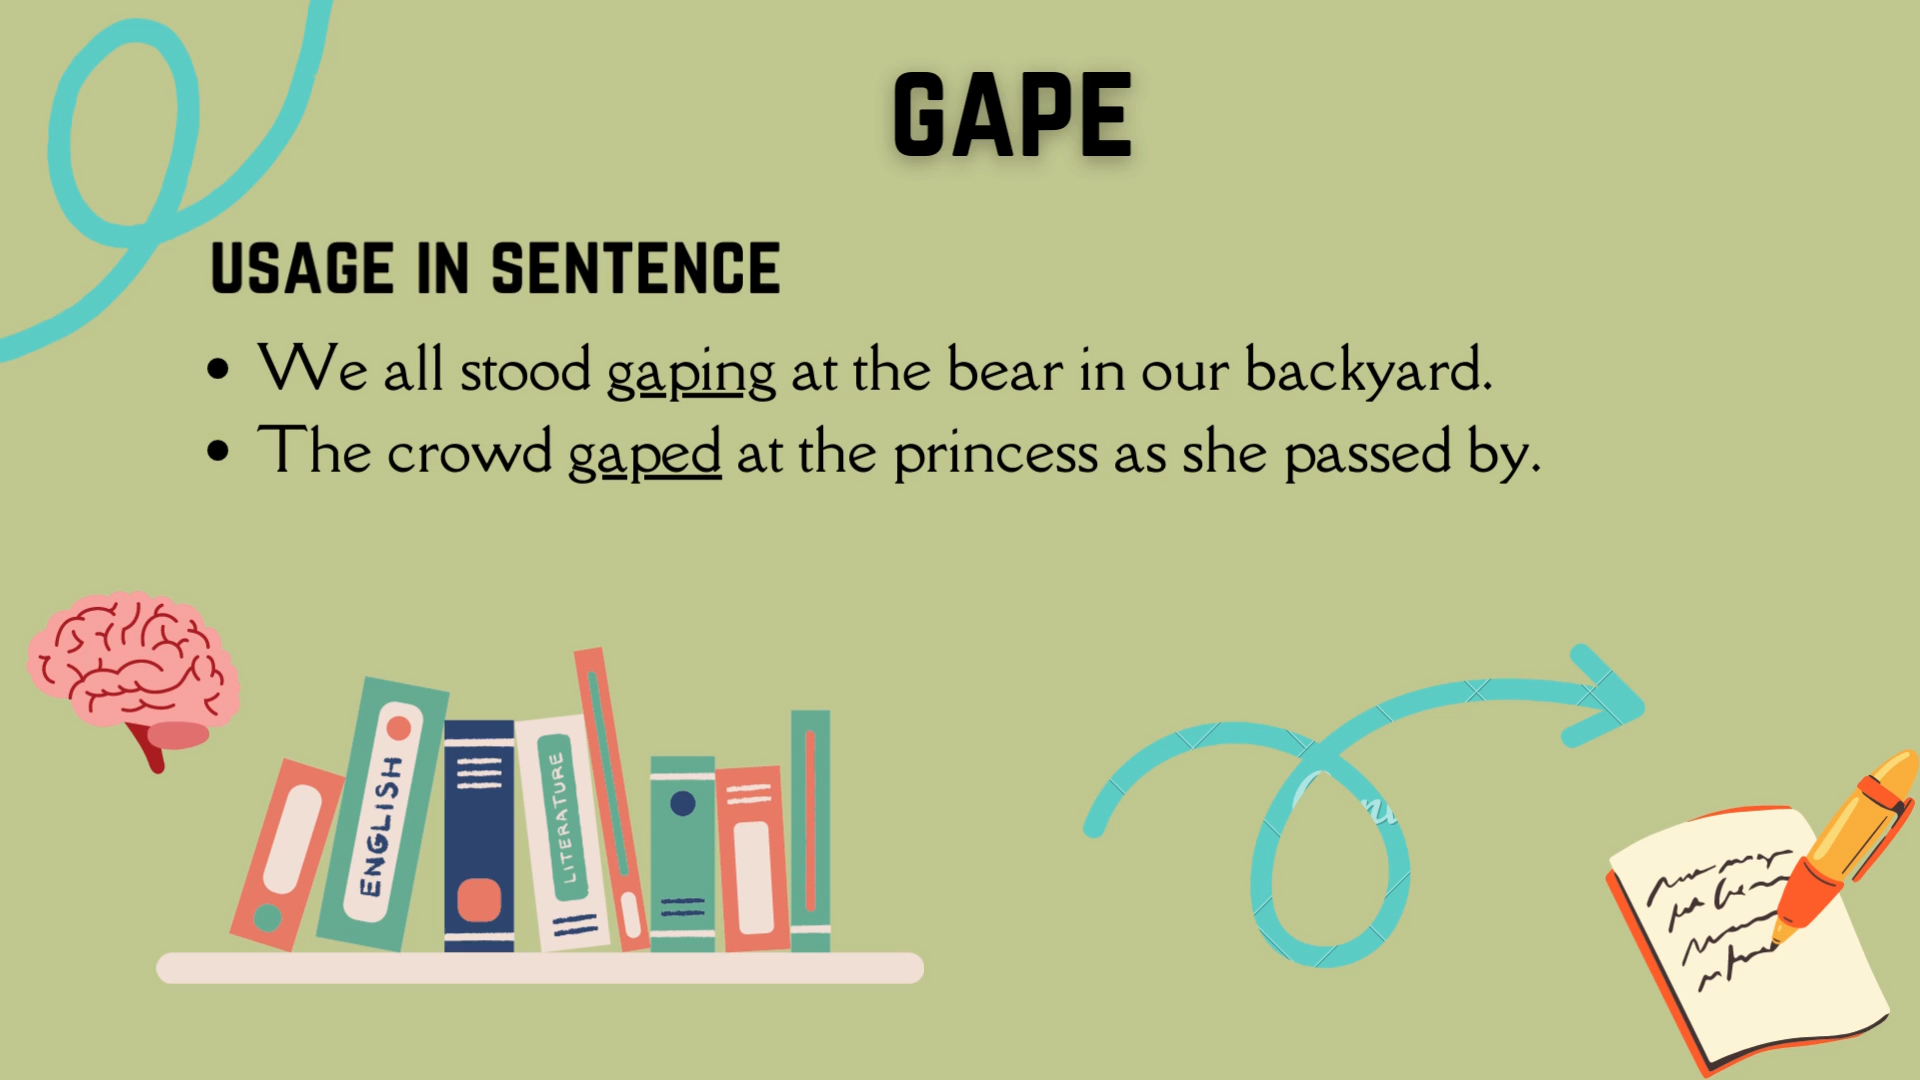 GAPE
USAGE IN SENTENCE
• We all stood gaping at the bear in our backyard.
• The crowd gaped at the princess as she passed by.
ENGLISH
LITERATURE